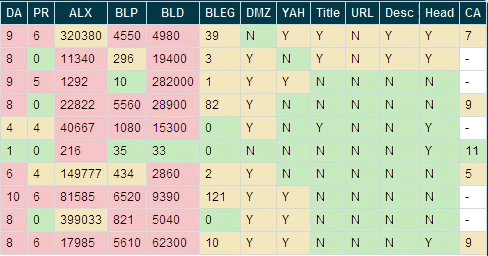 DA PR ALX BLP BLD BLEG DMZ YAH Title URL Desc Head CA
9 6 320380 4550 4980 39 N Y Y N Y Y 7
8 0 11340 296 19400 3 Y N Y Y Y Y -
9 5 1292 10 282000 1 Y Y N N N N -
8 0 22822 5560 28900 82 Y N N N N N 9
4 4 40667 1080 15300 0 Y N Y N N Y -
1 0 216 35 33 0 N N N N N Y 11
6 4 149777 434 2860 2 Y N N N N N 5
10 6 81585 6520 9390 121 Y Y N N N N -
8 0 399033 821 5040 0 Y Y N N N N -
8 6 17985 5610 62300 10 Y Y N N N Y 9